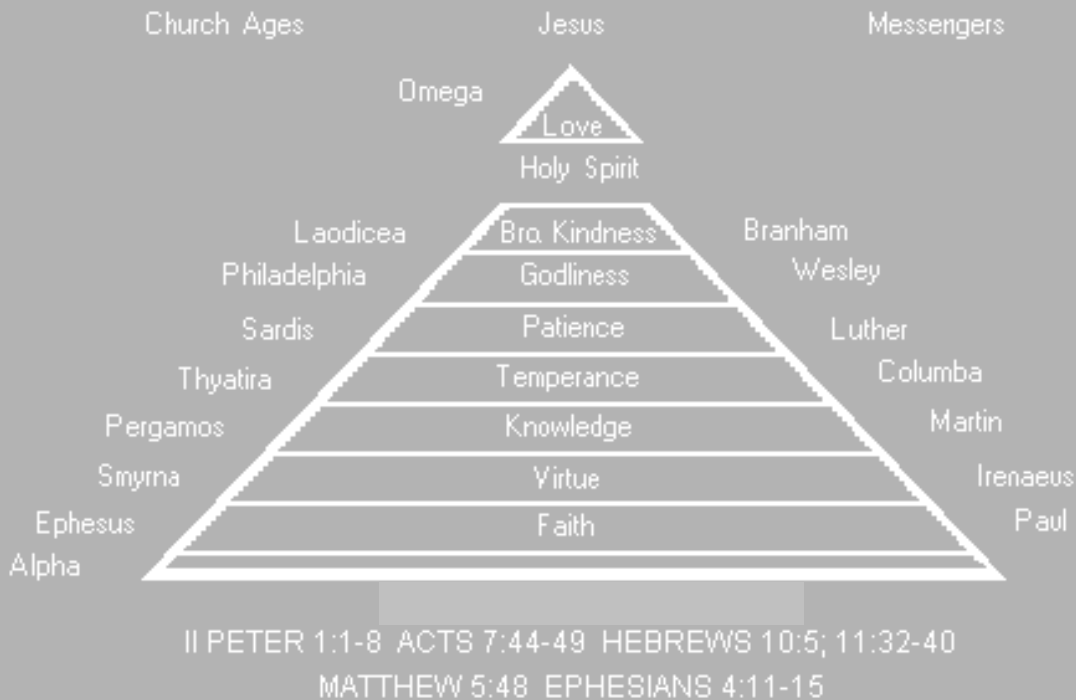 Church Ages Jesus Messengers
Omega
Love
Holy Spirit
Laodicea Bro. Kindness Branham
Philadelphia Godliness Wesley
Sardis Patience Luther
Thyatira Temperance Columba
Pergamos Knowledge Martin
Smyrna Virtue Irenaeus
Ephesus Faith Paul
Alpha
II PETER 1:1-8 ACTS 7:44-49 HEBREWS 10:5; 11:32-40
MATTHEW 5:48 EPHESIANS 4:11-15